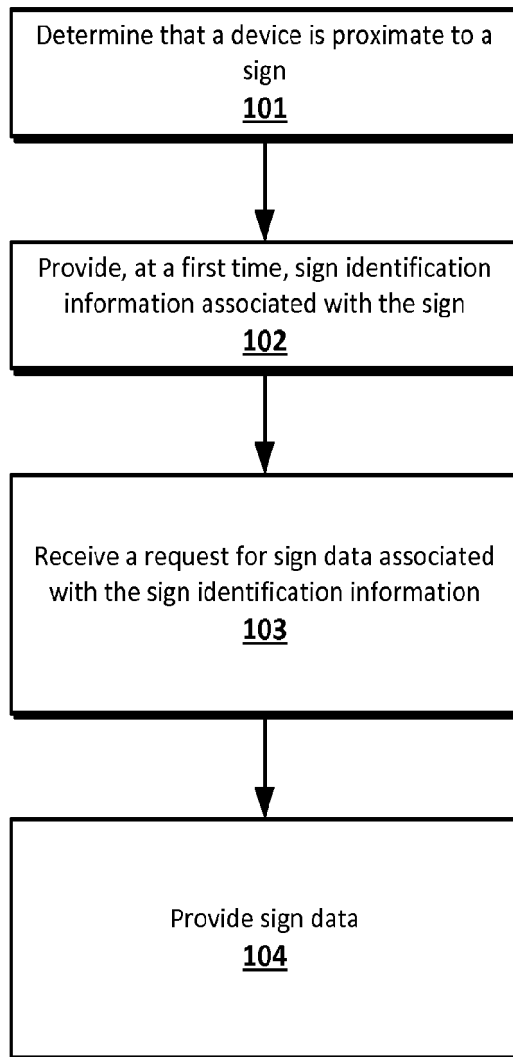 Determine that a device is proximate to a
sign
101
Provide, at a first time, sign identification
information associated with the sign
102
Receive a request for sign data associated
with the sign identification information
103
Provide sign data
104